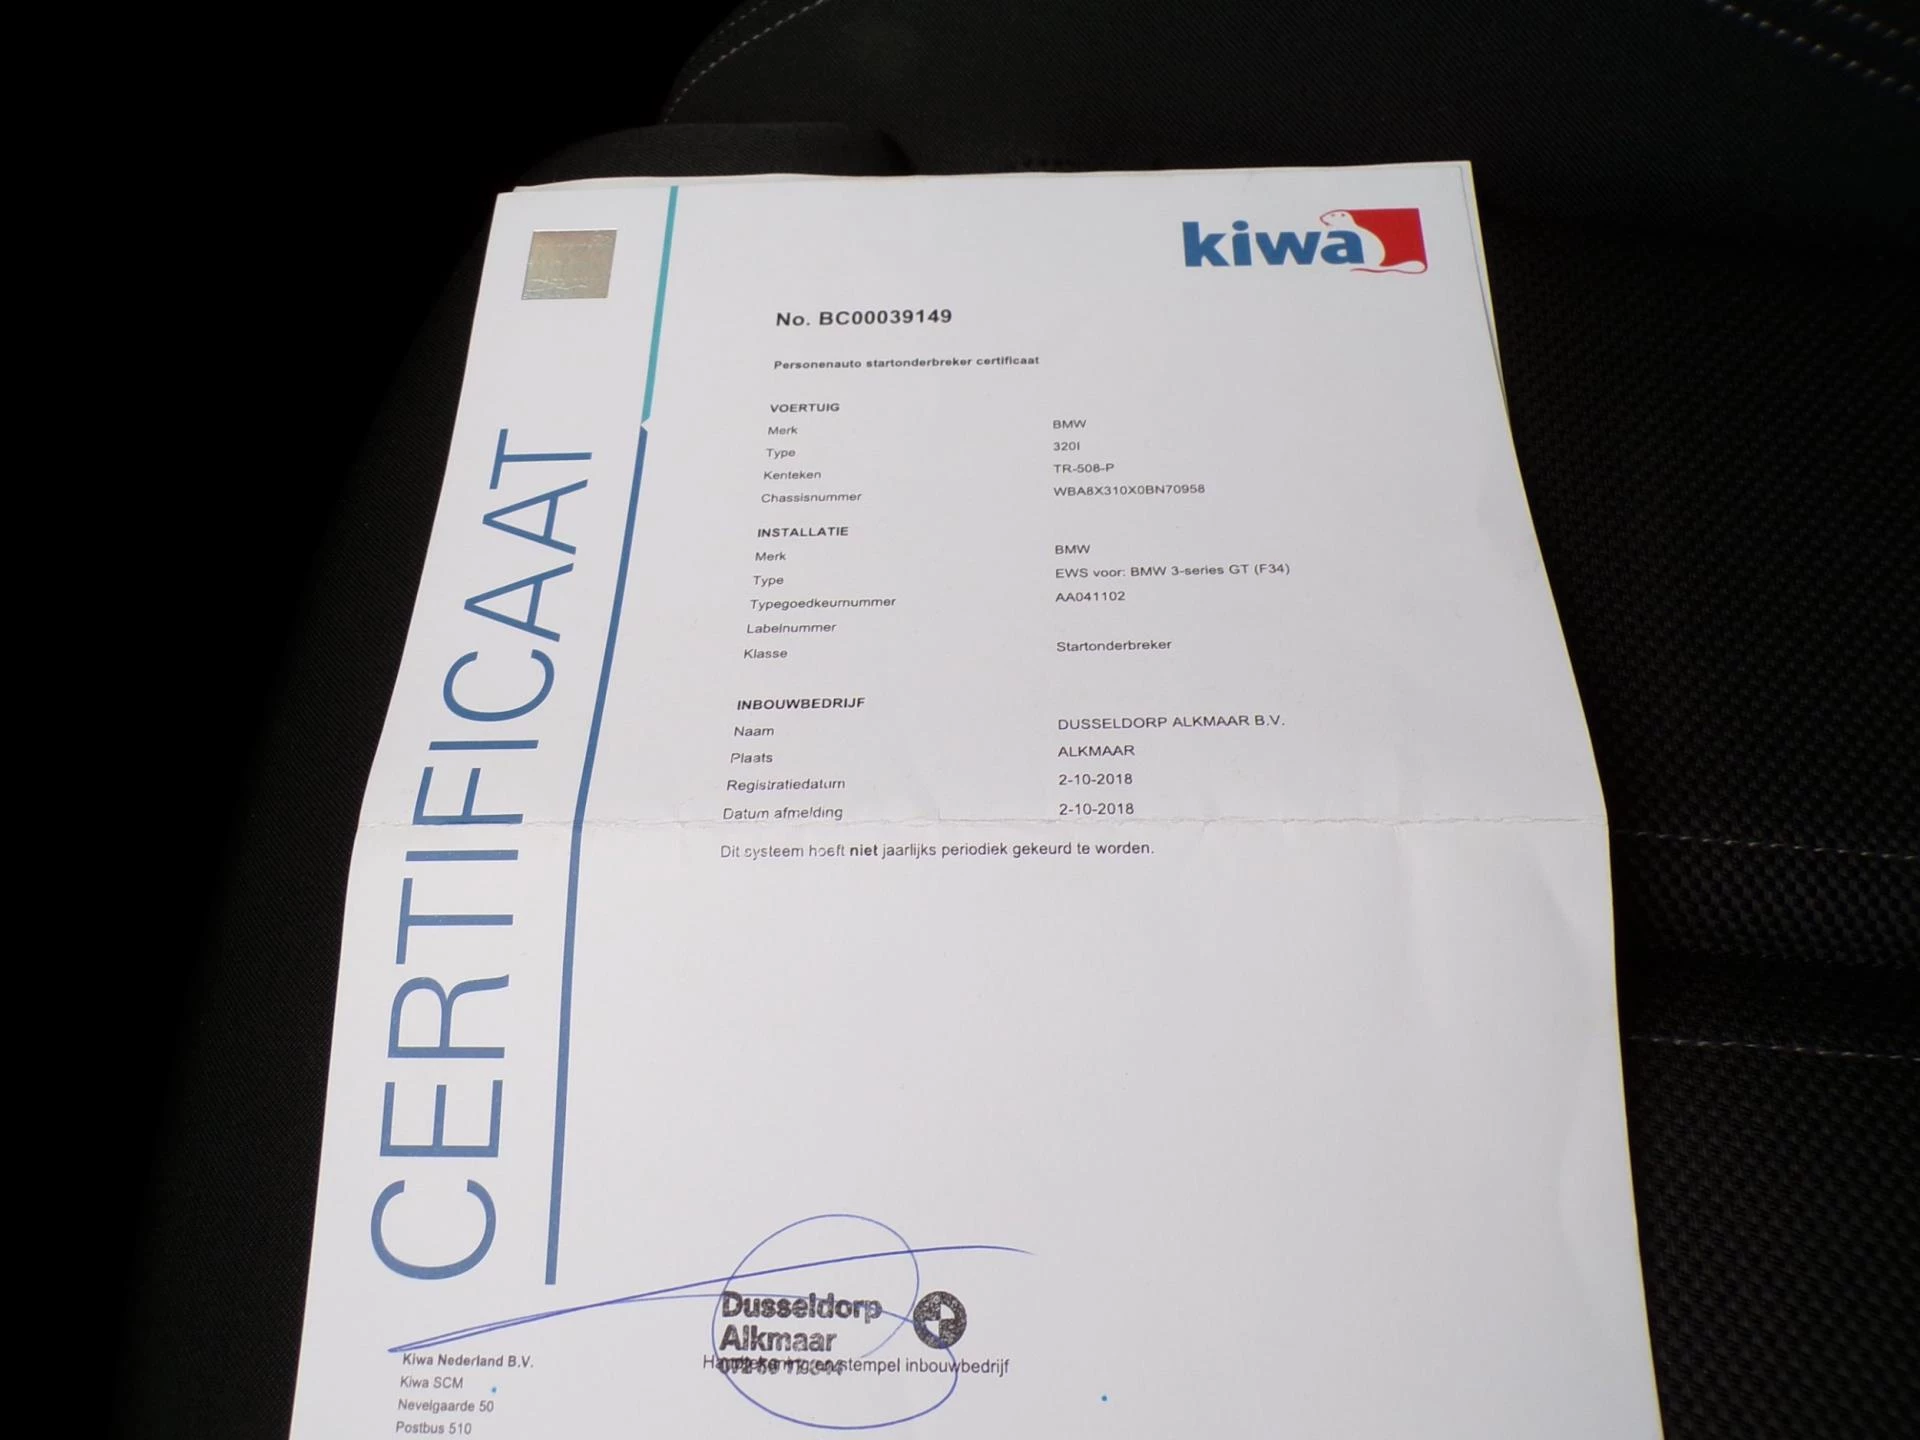 kiwa
CERTIFICAAT
No. BC00039149
Personenauto startonderbreker certificaat
VOERTUIG
Merk BMW
Type 320I
Kenteken TR-508-P
Chassisnummer WBA8X310X0BN70958
INSTALLATIE
Merk BMW
Type EWS voor: BMW 3-series GT (F34)
Typegoedkeurnummer AA041102
Labelnummer
Klasse Startonderbreker
INBOUWBEDRIJF
Naam DUSSELDORP ALKMAAR B.V.
Plaats ALKMAAR
Registratiedatum 2-10-2018
Datum afmelding 2-10-2018
Dit systeem hoeft niet jaarlijks periodiek gekeurd te worden.
Dusseldorp
Alkmaar
stempel inbouwbedrijf
Kiwa Nederland B.V.
Kiwa SCM
Nevelgaarde 50
Postbus 510